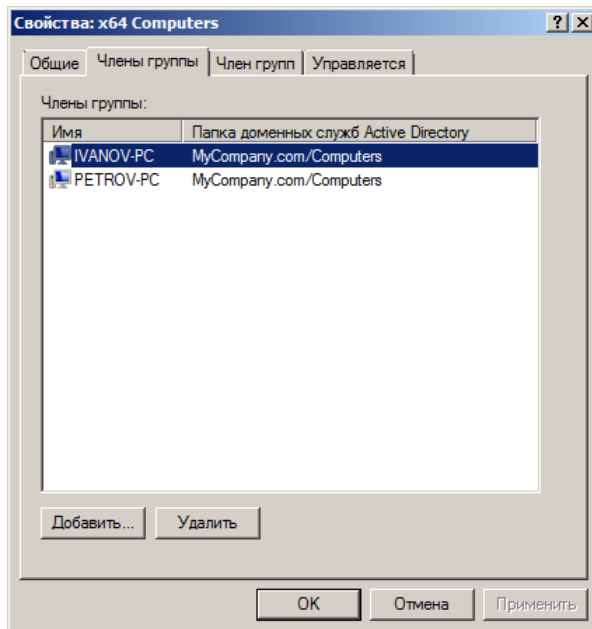 Свойства: x64 Computers
Общие Члены группы Член групп Управляется
Члены группы:
Имя Папка доменных служб Active Directory
IVANOV-PC MyCompany.com/Computers
PETROV-PC MyCompany.com/Computers
Добавить... Удалить
OK Отмена Применить